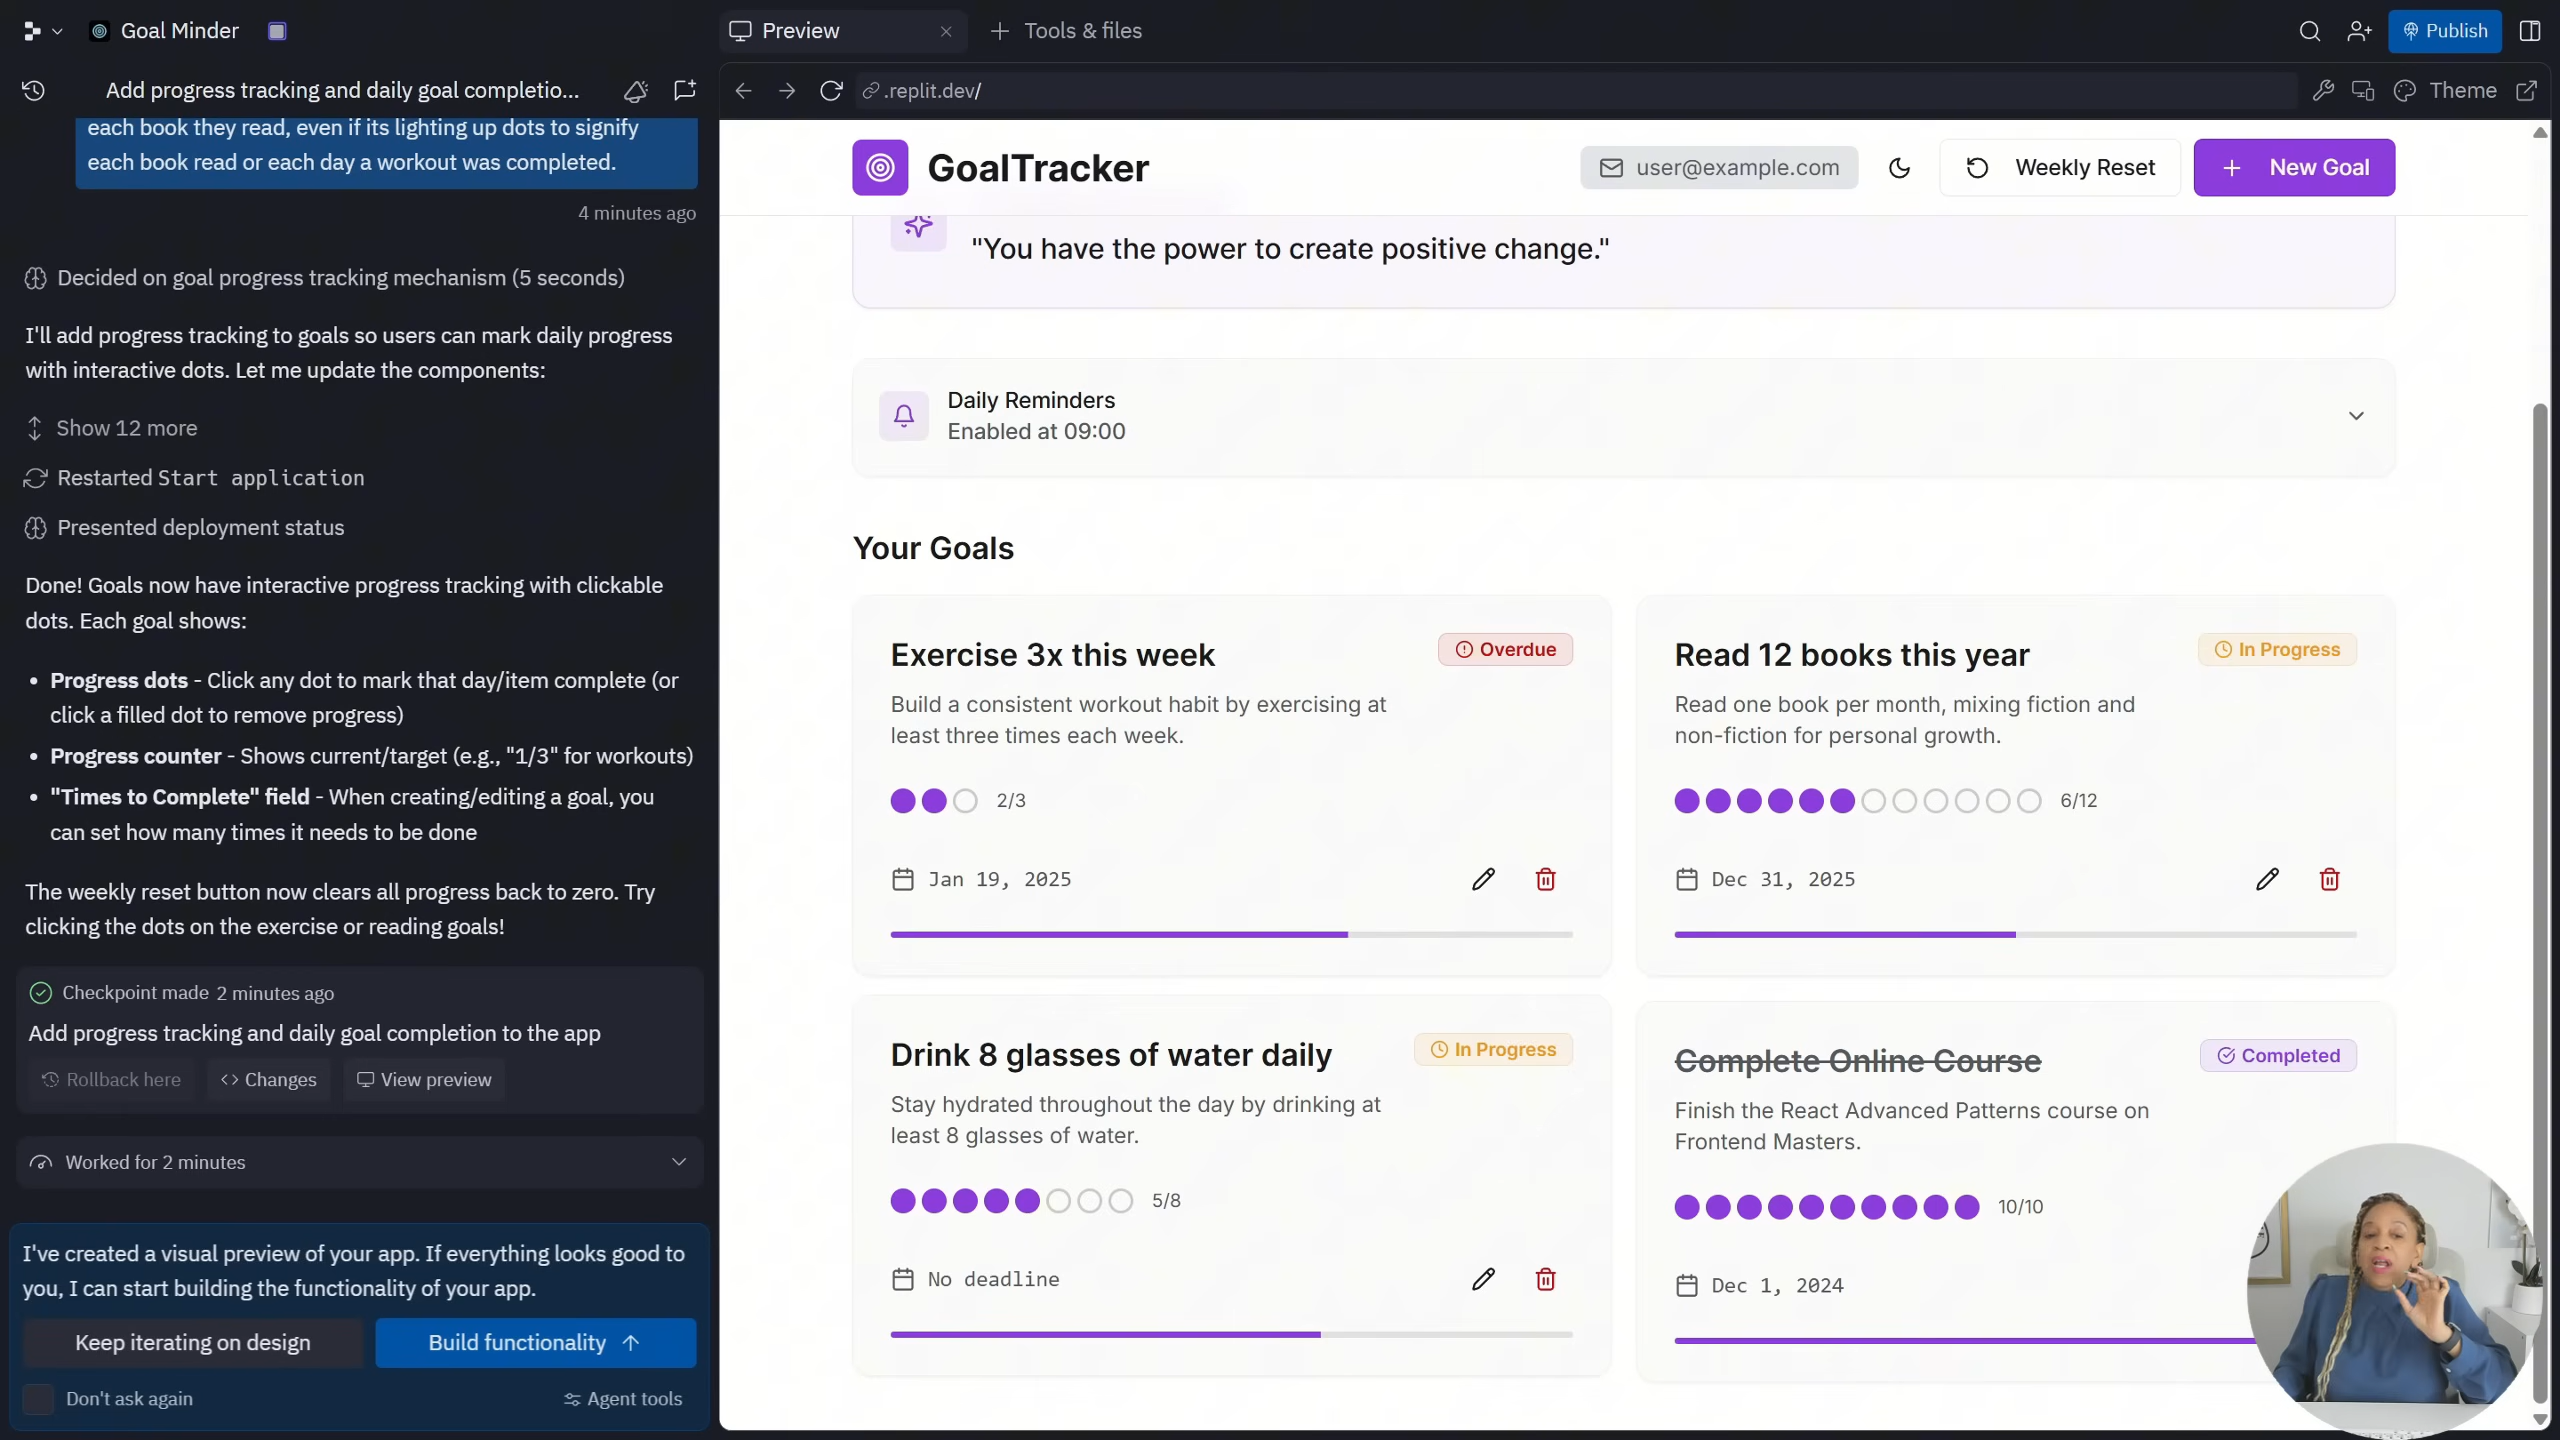 Goal Minder
Preview
Tools & files
Publish
Add progress tracking and daily goal completio...
.replit.dev/
Theme
each book they read, even if its lighting up dots to signify
each book read or each day a workout was completed.
4 minutes ago
Decided on goal progress tracking mechanism (5 seconds)
I'll add progress tracking to goals so users can mark daily progress
with interactive dots. Let me update the components:
Show 12 more
Restarted Start application
Presented deployment status
Done! Goals now have interactive progress tracking with clickable
dots. Each goal shows:
• Progress dots - Click any dot to mark that day/item complete (or
click a filled dot to remove progress)
• Progress counter - Shows current/target (e.g., "1/3" for workouts)
• "Times to Complete" field - When creating/editing a goal, you
can set how many times it needs to be done
The weekly reset button now clears all progress back to zero. Try
clicking the dots on the exercise or reading goals!
Checkpoint made 2 minutes ago
Add progress tracking and daily goal completion to the app
Rollback here
Changes
View preview
Worked for 2 minutes
I've created a visual preview of your app. If everything looks good to
you, I can start building the functionality of your app.
Keep iterating on design
Build functionality
Don't ask again
Agent tools
GoalTracker
user@example.com
Weekly Reset
New Goal
"You have the power to create positive change."
Daily Reminders
Enabled at 09:00
Your Goals
Exercise 3x this week
Overdue
Build a consistent workout habit by exercising at
least three times each week.
2/3
Jan 19, 2025
Read 12 books this year
In Progress
Read one book per month, mixing fiction and
non-fiction for personal growth.
6/12
Dec 31, 2025
Drink 8 glasses of water daily
In Progress
Stay hydrated throughout the day by drinking at
least 8 glasses of water.
5/8
No deadline
Complete Online Course
Completed
Finish the React Advanced Patterns course on
Frontend Masters.
10/10
Dec 1, 2024